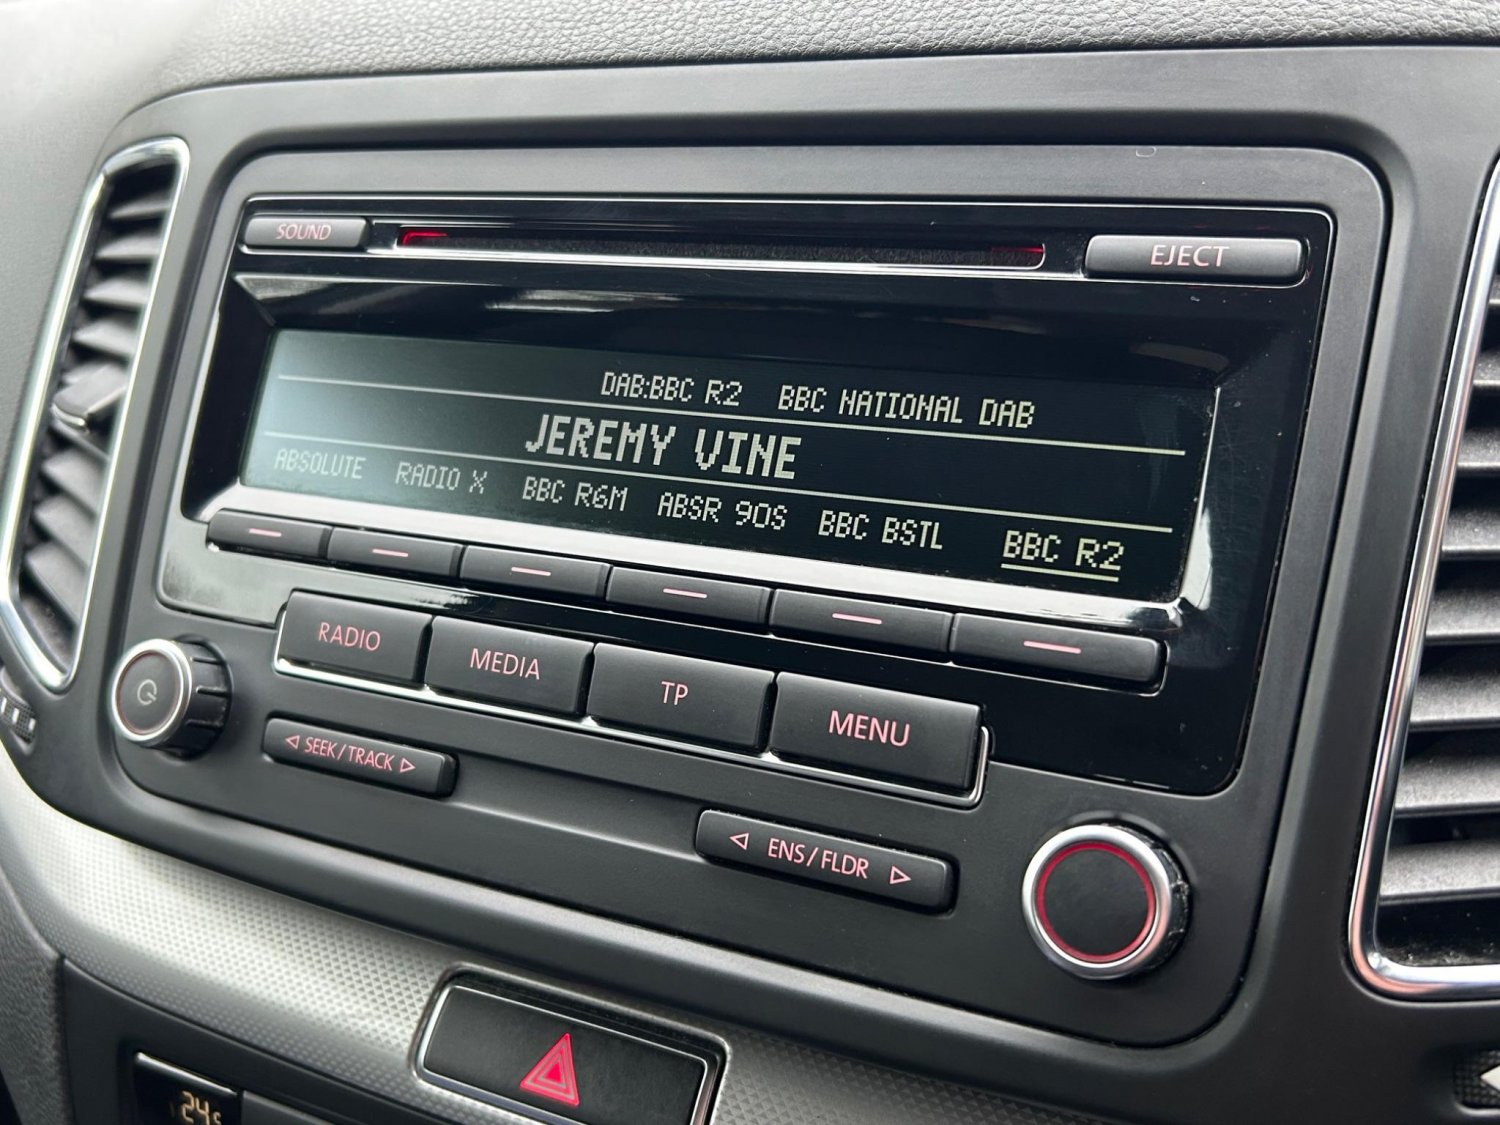 SOUND
EJECT
DAB:BBC R2 BBC NATIONAL DAB
JEREMY VINE
ABSOLUTE RADIO X BBC R6M ABSR 90S BBC BSTL BBC R2
RADIO MEDIA TP MENU
◁ SEEK/TRACK ▷
◁ ENS/FLDR ▷
24